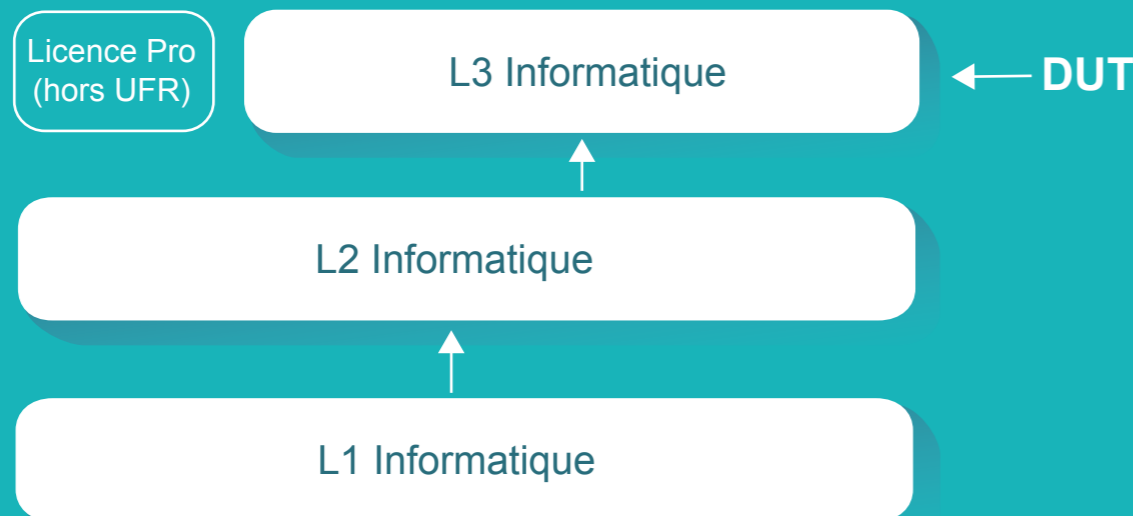 Licence Pro
(hors UFR)
L3 Informatique
DUT
L2 Informatique
L1 Informatique